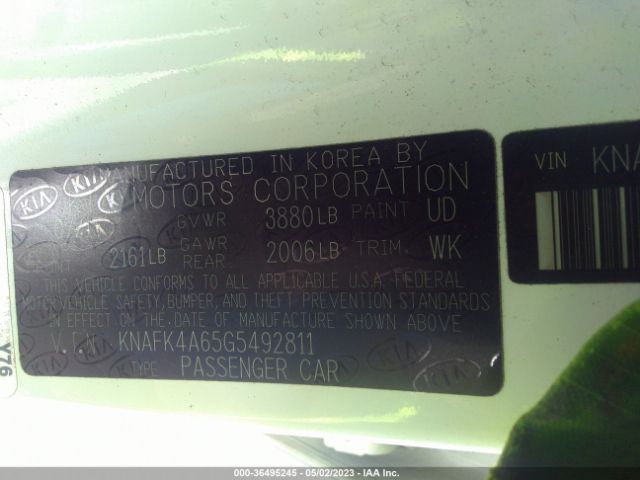 MANUFACTURED IN KOREA BY
KIA MOTORS CORPORATION
GVWR 3880LB PAINT UD
2161LB GAWR REAR 2006LB TRIM. WK
THIS VEHICLE CONFORMS TO ALL APPLICABLE U.S.A. FEDERAL
MOTOR VEHICLE SAFETY, BUMPER, AND THEFT PREVENTION STANDARDS
IN EFFECT ON THE DATE OF MANUFACTURE SHOWN ABOVE
V.I.N. KNAFK4A65G5492811
TYPE PASSENGER CAR
VIN KNA
Y76
000-36495245 - 05/02/2023 - IAA Inc.